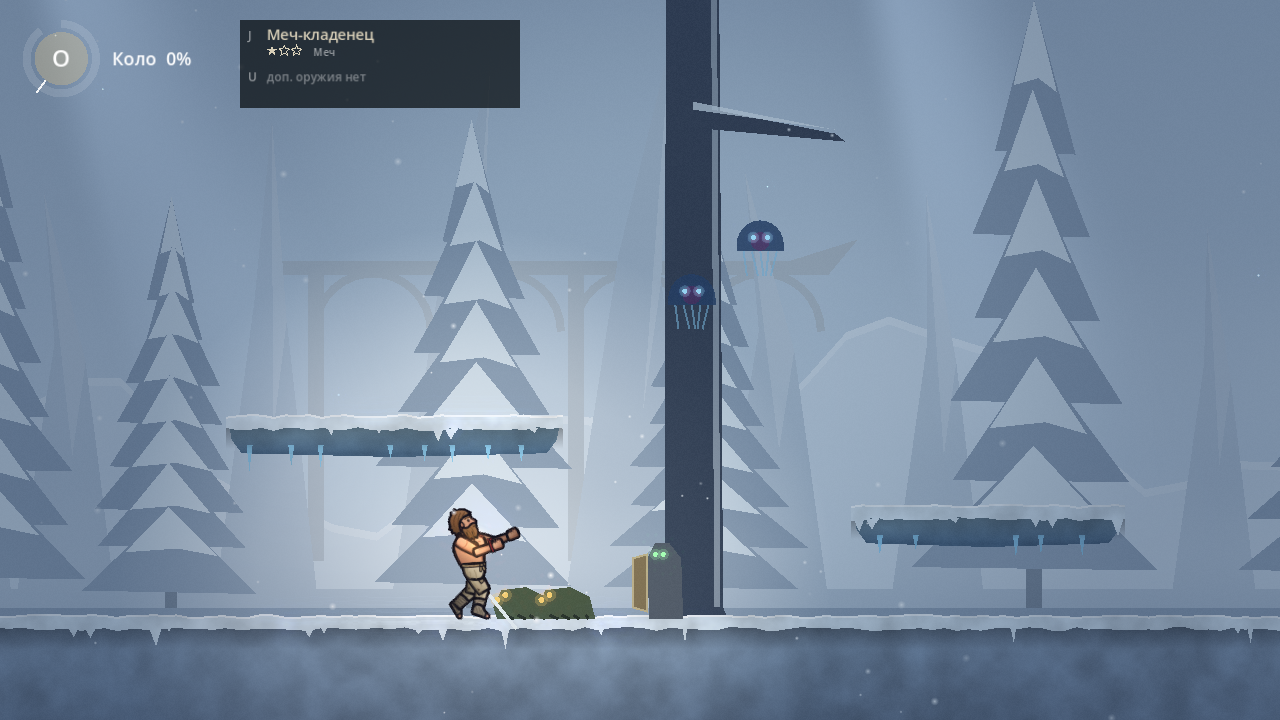 О
Коло 0%
J Меч-кладенец
Меч
U доп. оружия нет